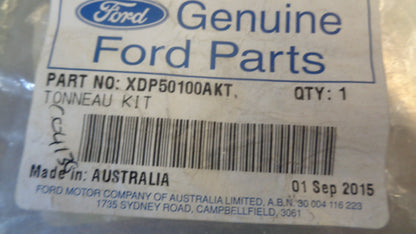 Ford Genuine
Ford Parts
PART NO: XDP50100AKT. QTY: 1
TONNEAU KIT
Made in: AUSTRALIA 01 Sep 2015
FORD MOTOR COMPANY OF AUSTRALIA LIMITED, A.B.N. 30 004 116 223
1735 SYDNEY ROAD, CAMPBELLFIELD, 3061